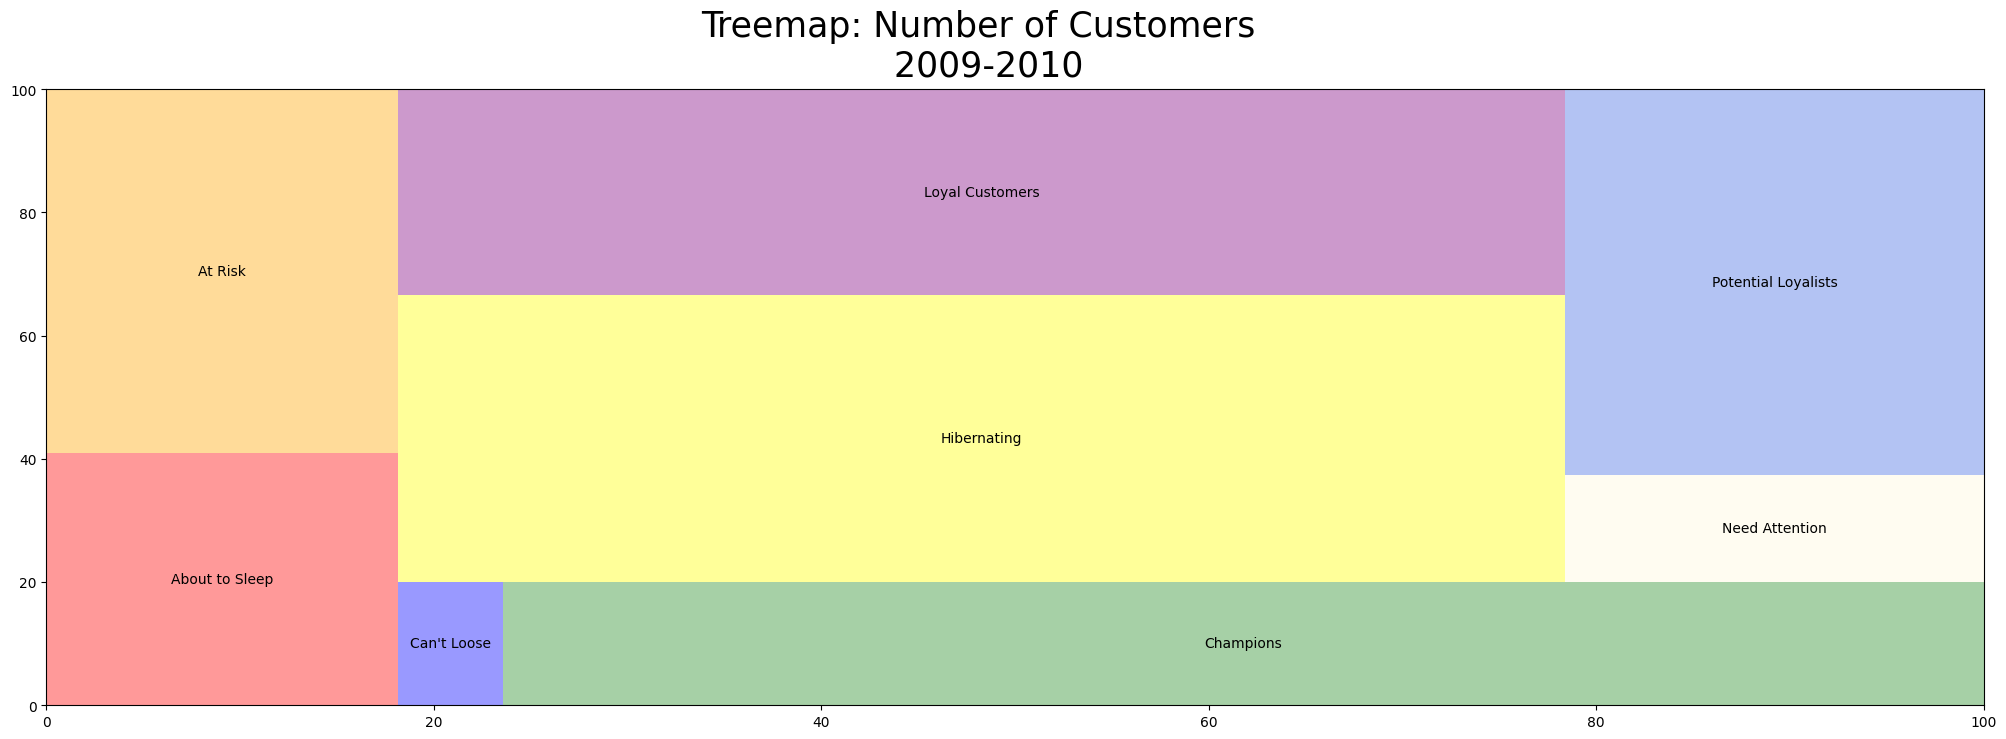 Treemap: Number of Customers
2009-2010
100
80
60
40
20
0
At Risk
Loyal Customers
Potential Loyalists
Hibernating
Need Attention
About to Sleep
Can't Loose
Champions
0
20
40
60
80
100